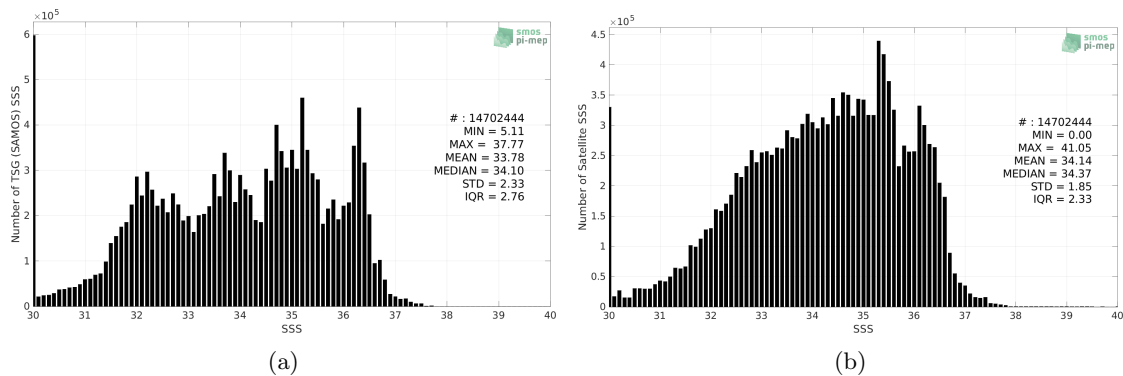 ×10⁵
6
5
4
3
2
1
0
30 31 32 33 34 35 36 37 38 39 40
SSS
Number of TSG (SAMOS) SSS
smos
pi-mep
# : 14702444
MIN = 5.11
MAX = 37.77
MEAN = 33.78
MEDIAN = 34.10
STD = 2.33
IQR = 2.76
(a)
×10⁵
4.5
4
3.5
3
2.5
2
1.5
1
0.5
0
30 31 32 33 34 35 36 37 38 39 40
SSS
Number of Satellite SSS
smos
pi-mep
# : 14702444
MIN = 0.00
MAX = 41.05
MEAN = 34.14
MEDIAN = 34.37
STD = 1.85
IQR = 2.33
(b)